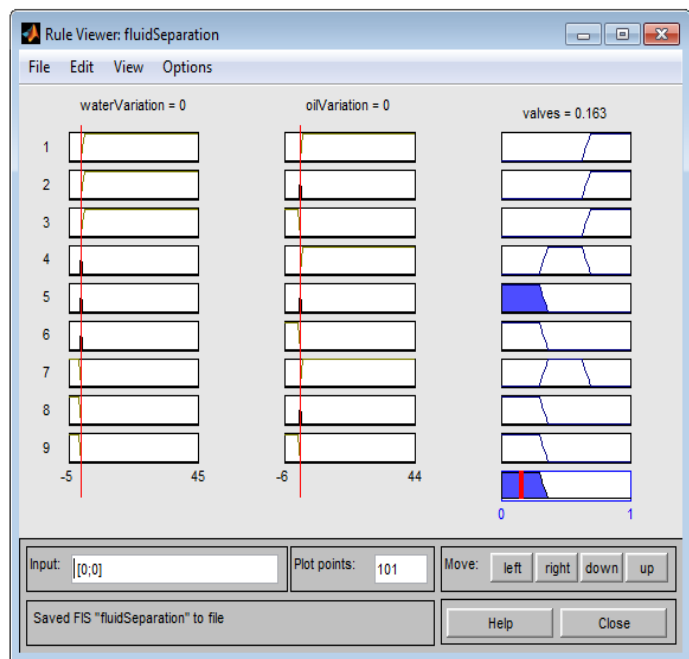 Rule Viewer: fluidSeparation
File Edit View Options
waterVariation = 0 oilVariation = 0 valves = 0.163
1
2
3
4
5
6
7
8
9
-5 45 -6 44
0 1
Input: [0;0] Plot points: 101 Move: left right down up
Saved FIS "fluidSeparation" to file
Help Close